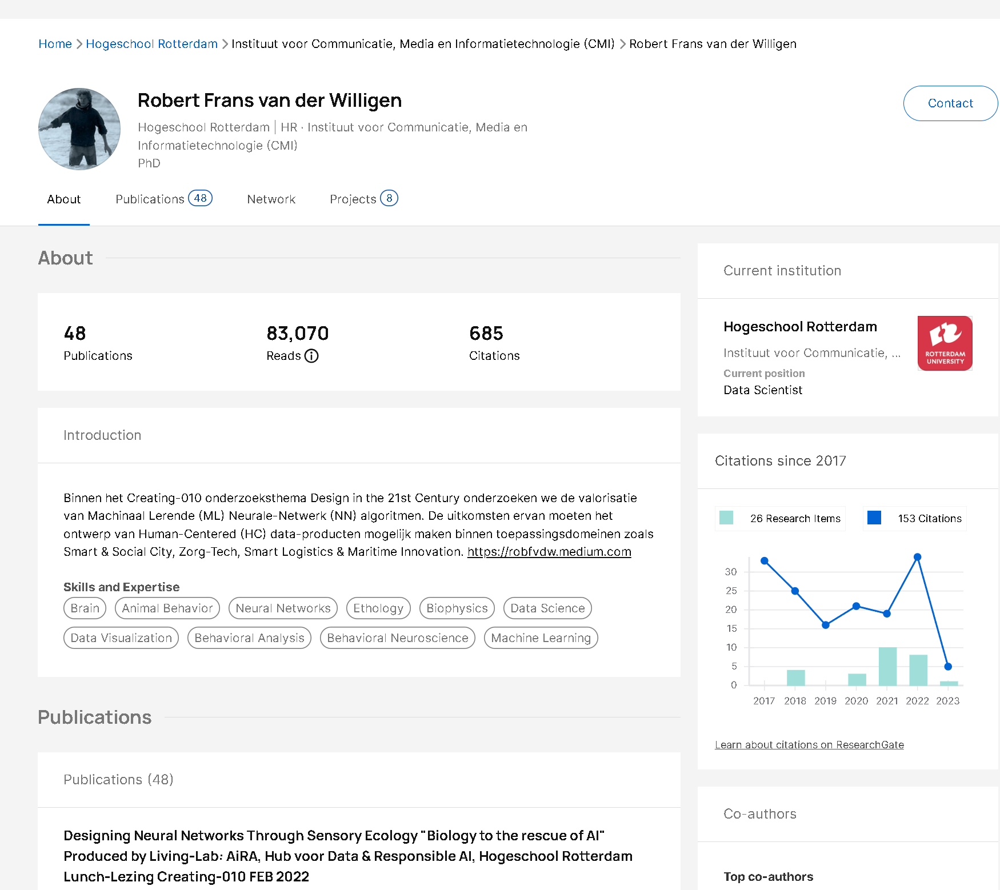 Home > Hogeschool Rotterdam > Instituut voor Communicatie, Media en Informatietechnologie (CMI) > Robert Frans van der Willigen
Robert Frans van der Willigen
Contact
Hogeschool Rotterdam | HR · Instituut voor Communicatie, Media en
Informatietechnologie (CMI)
PhD
About
Publications 48
Network
Projects 8
About
48
Publications
83,070
Reads
685
Citations
Introduction
Binnen het Creating-010 onderzoeksthema Design in the 21st Century onderzoeken we de valorisatie
van Machinaal Lerende (ML) Neurale-Netwerk (NN) algoritmen. De uitkomsten ervan moeten het
ontwerp van Human-Centered (HC) data-producten mogelijk maken binnen toepassingsdomeinen zoals
Smart & Social City, Zorg-Tech, Smart Logistics & Maritime Innovation. https://robfvdw.medium.com
Skills and Expertise
Brain
Animal Behavior
Neural Networks
Ethology
Biophysics
Data Science
Data Visualization
Behavioral Analysis
Behavioral Neuroscience
Machine Learning
Publications
Publications (48)
Designing Neural Networks Through Sensory Ecology "Biology to the rescue of AI"
Produced by Living-Lab: AiRA, Hub voor Data & Responsible AI, Hogeschool Rotterdam
Lunch-Lezing Creating-010 FEB 2022
Current institution
Hogeschool Rotterdam
Instituut voor Communicatie, ...
Current position
Data Scientist
ROTTERDAM
UNIVERSITY
Citations since 2017
26 Research Items
153 Citations
30
25
20
15
10
5
0
2017 2018 2019 2020 2021 2022 2023
Learn about citations on ResearchGate
Co-authors
Top co-authors